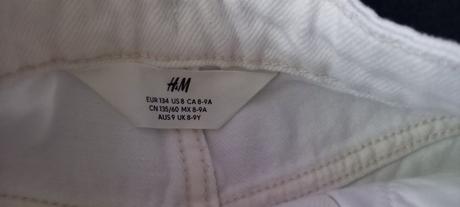 H&M
EUR 134 US 8 CA 8-9A
CN 135/60 MX 8-9A
AUS 9 UK 8-9Y